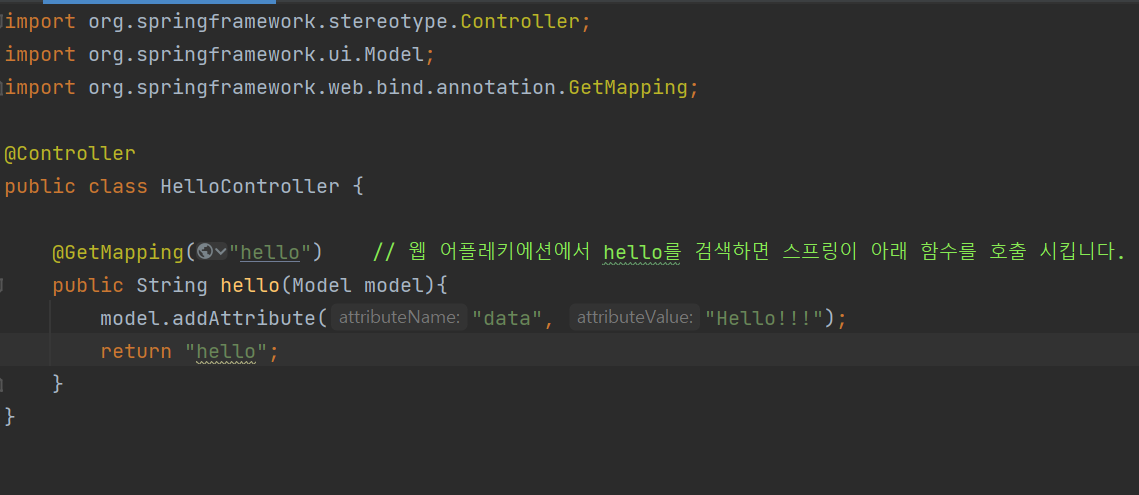 import org.springframework.stereotype.Controller;
import org.springframework.ui.Model;
import org.springframework.web.bind.annotation.GetMapping;
@Controller
public class HelloController {
@GetMapping("hello") // 웹 어플레키에션에서 hello를 검색하면 스프링이 아래 함수를 호출 시킵니다.
public String hello(Model model){
model.addAttribute( attributeName: "data", attributeValue: "Hello!!!");
return "hello";
}
}